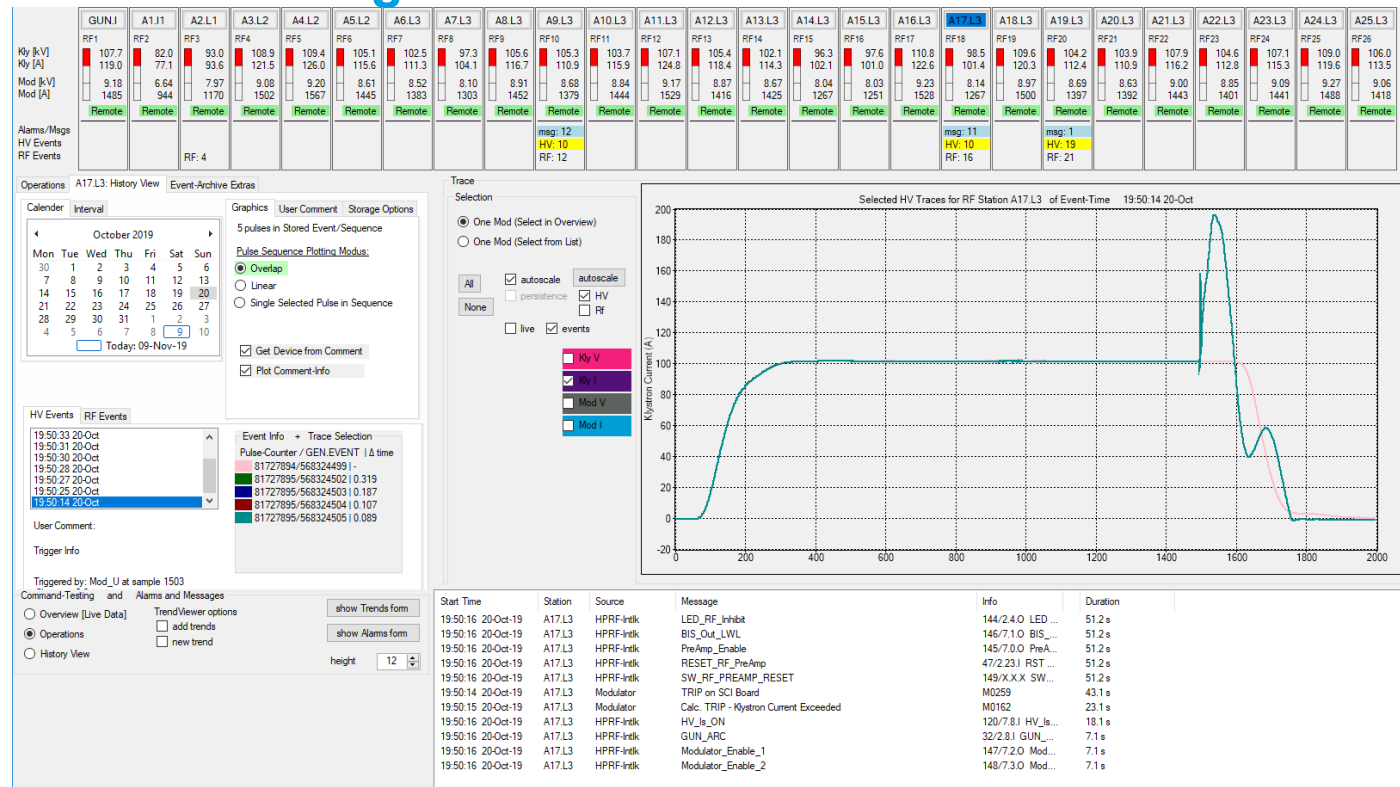 GUN.I A1.I1 A2.L1 A3.L2 A4.L2 A5.L2 A6.L3 A7.L3 A8.L3 A9.L3 A10.L3 A11.L3 A12.L3 A13.L3 A14.L3 A15.L3 A16.L3 A17.L3 A18.L3 A19.L3 A20.L3 A21.L3 A22.L3 A23.L3 A24.L3 A25.L3
RF1 RF2 RF3 RF4 RF5 RF6 RF7 RF8 RF9 RF10 RF11 RF12 RF13 RF14 RF15 RF16 RF17 RF18 RF19 RF20 RF21 RF22 RF23 RF24 RF25 RF26
Kly [kV] 107.7 82.0 93.0 108.9 109.4 105.1 102.5 97.3 105.6 105.3 103.7 107.1 105.4 102.1 96.3 97.6 110.8 98.5 109.6 104.2 103.9 107.9 104.6 107.1 109.0 106.0
Kly [A] 119.0 77.1 93.6 121.5 126.0 115.6 111.3 104.1 116.7 110.9 115.9 124.8 118.4 114.3 102.1 101.0 122.6 101.4 120.3 112.4 110.9 116.2 112.8 115.3 119.6 113.5
Mod [kV] 9.18 6.64 7.97 9.08 9.20 8.61 8.52 8.10 8.91 8.68 8.84 9.17 8.87 8.67 8.04 8.03 9.23 8.14 8.97 8.69 8.63 9.00 8.85 9.09 9.27 9.06
Mod [A] 1485 944 1170 1502 1567 1445 1383 1303 1452 1379 1444 1529 1416 1425 1267 1251 1528 1267 1500 1397 1392 1443 1401 1441 1488 1418
Remote Remote Remote Remote Remote Remote Remote Remote Remote Remote Remote Remote Remote Remote Remote Remote Remote Remote Remote Remote Remote Remote Remote Remote Remote Remote
Alarms/Msgs msg: 12 msg: 11 msg: 1
HV Events HV: 10 HV: 10 HV: 19
RF Events RF: 4 RF: 12 RF: 16 RF: 21
Operations A17.L3: History View Event-Archive Extras
Calender Interval
October 2019
Mon Tue Wed Thu Fri Sat Sun
30 1 2 3 4 5 6
7 8 9 10 11 12 13
14 15 16 17 18 19 20
21 22 23 24 25 26 27
28 29 30 31 1 2 3
4 5 6 7 8 9 10
Today: 09-Nov-19
Graphics User Comment Storage Options
5 pulses in Stored Event/Sequence
Pulse Sequence Plotting Modus:
Overlap
Linear
Single Selected Pulse in Sequence
Get Device from Comment
Plot Comment-Info
HV Events RF Events
19:50:33 20-Oct
19:50:31 20-Oct
19:50:30 20-Oct
19:50:28 20-Oct
19:50:27 20-Oct
19:50:25 20-Oct
19:50:14 20-Oct
User Comment:
Trigger Info
Triggered by: Mod_U at sample 1503
Event Info + Trace Selection
Pulse-Counter / GEN.EVENT | Δ time
81727894/568324499 | -
81727895/568324502 | 0.319
81727895/568324503 | 0.187
81727895/568324504 | 0.107
81727895/568324505 | 0.089
Command-Testing and Alarms and Messages
Overview [Live Data]
Operations
History View
TrendViewer options
add trends
new trend
show Trends form
show Alarms form
height 12
Trace
Selection
One Mod (Select in Overview)
One Mod (Select from List)
All
None
autoscale autoscale
persistence HV
Rf
live events
Kly V
Kly I
Mod V
Mod I
Selected HV Traces for RF Station A17.L3 of Event-Time 19:50:14 20-Oct
Klystron Current (A)
200
180
160
140
120
100
80
60
40
20
0
-20
0 200 400 600 800 1000 1200 1400 1600 1800 2000
Start Time Station Source Message Info Duration
19:50:16 20-Oct-19 A17.L3 HPRF-Intlk LED_RF_Inhibit 144/2.4.O LED ... 51.2 s
19:50:16 20-Oct-19 A17.L3 HPRF-Intlk BIS_Out_LWL 146/7.1.O BIS_... 51.2 s
19:50:16 20-Oct-19 A17.L3 HPRF-Intlk PreAmp_Enable 145/7.0.O PreA... 51.2 s
19:50:16 20-Oct-19 A17.L3 HPRF-Intlk RESET_RF_PreAmp 47/2.23.I RST ... 51.2 s
19:50:16 20-Oct-19 A17.L3 HPRF-Intlk SW_RF_PREAMP_RESET 149/X.X.X SW... 51.2 s
19:50:14 20-Oct-19 A17.L3 Modulator TRIP on SCI Board M0259 43.1 s
19:50:15 20-Oct-19 A17.L3 Modulator Calc. TRIP - Klystron Current Exceeded M0162 23.1 s
19:50:16 20-Oct-19 A17.L3 HPRF-Intlk HV_Is_ON 120/7.8.I HV_Is... 18.1 s
19:50:16 20-Oct-19 A17.L3 HPRF-Intlk GUN_ARC 32/2.8.I GUN_... 7.1 s
19:50:16 20-Oct-19 A17.L3 HPRF-Intlk Modulator_Enable_1 147/7.2.O Mod... 7.1 s
19:50:16 20-Oct-19 A17.L3 HPRF-Intlk Modulator_Enable_2 148/7.3.O Mod... 7.1 s